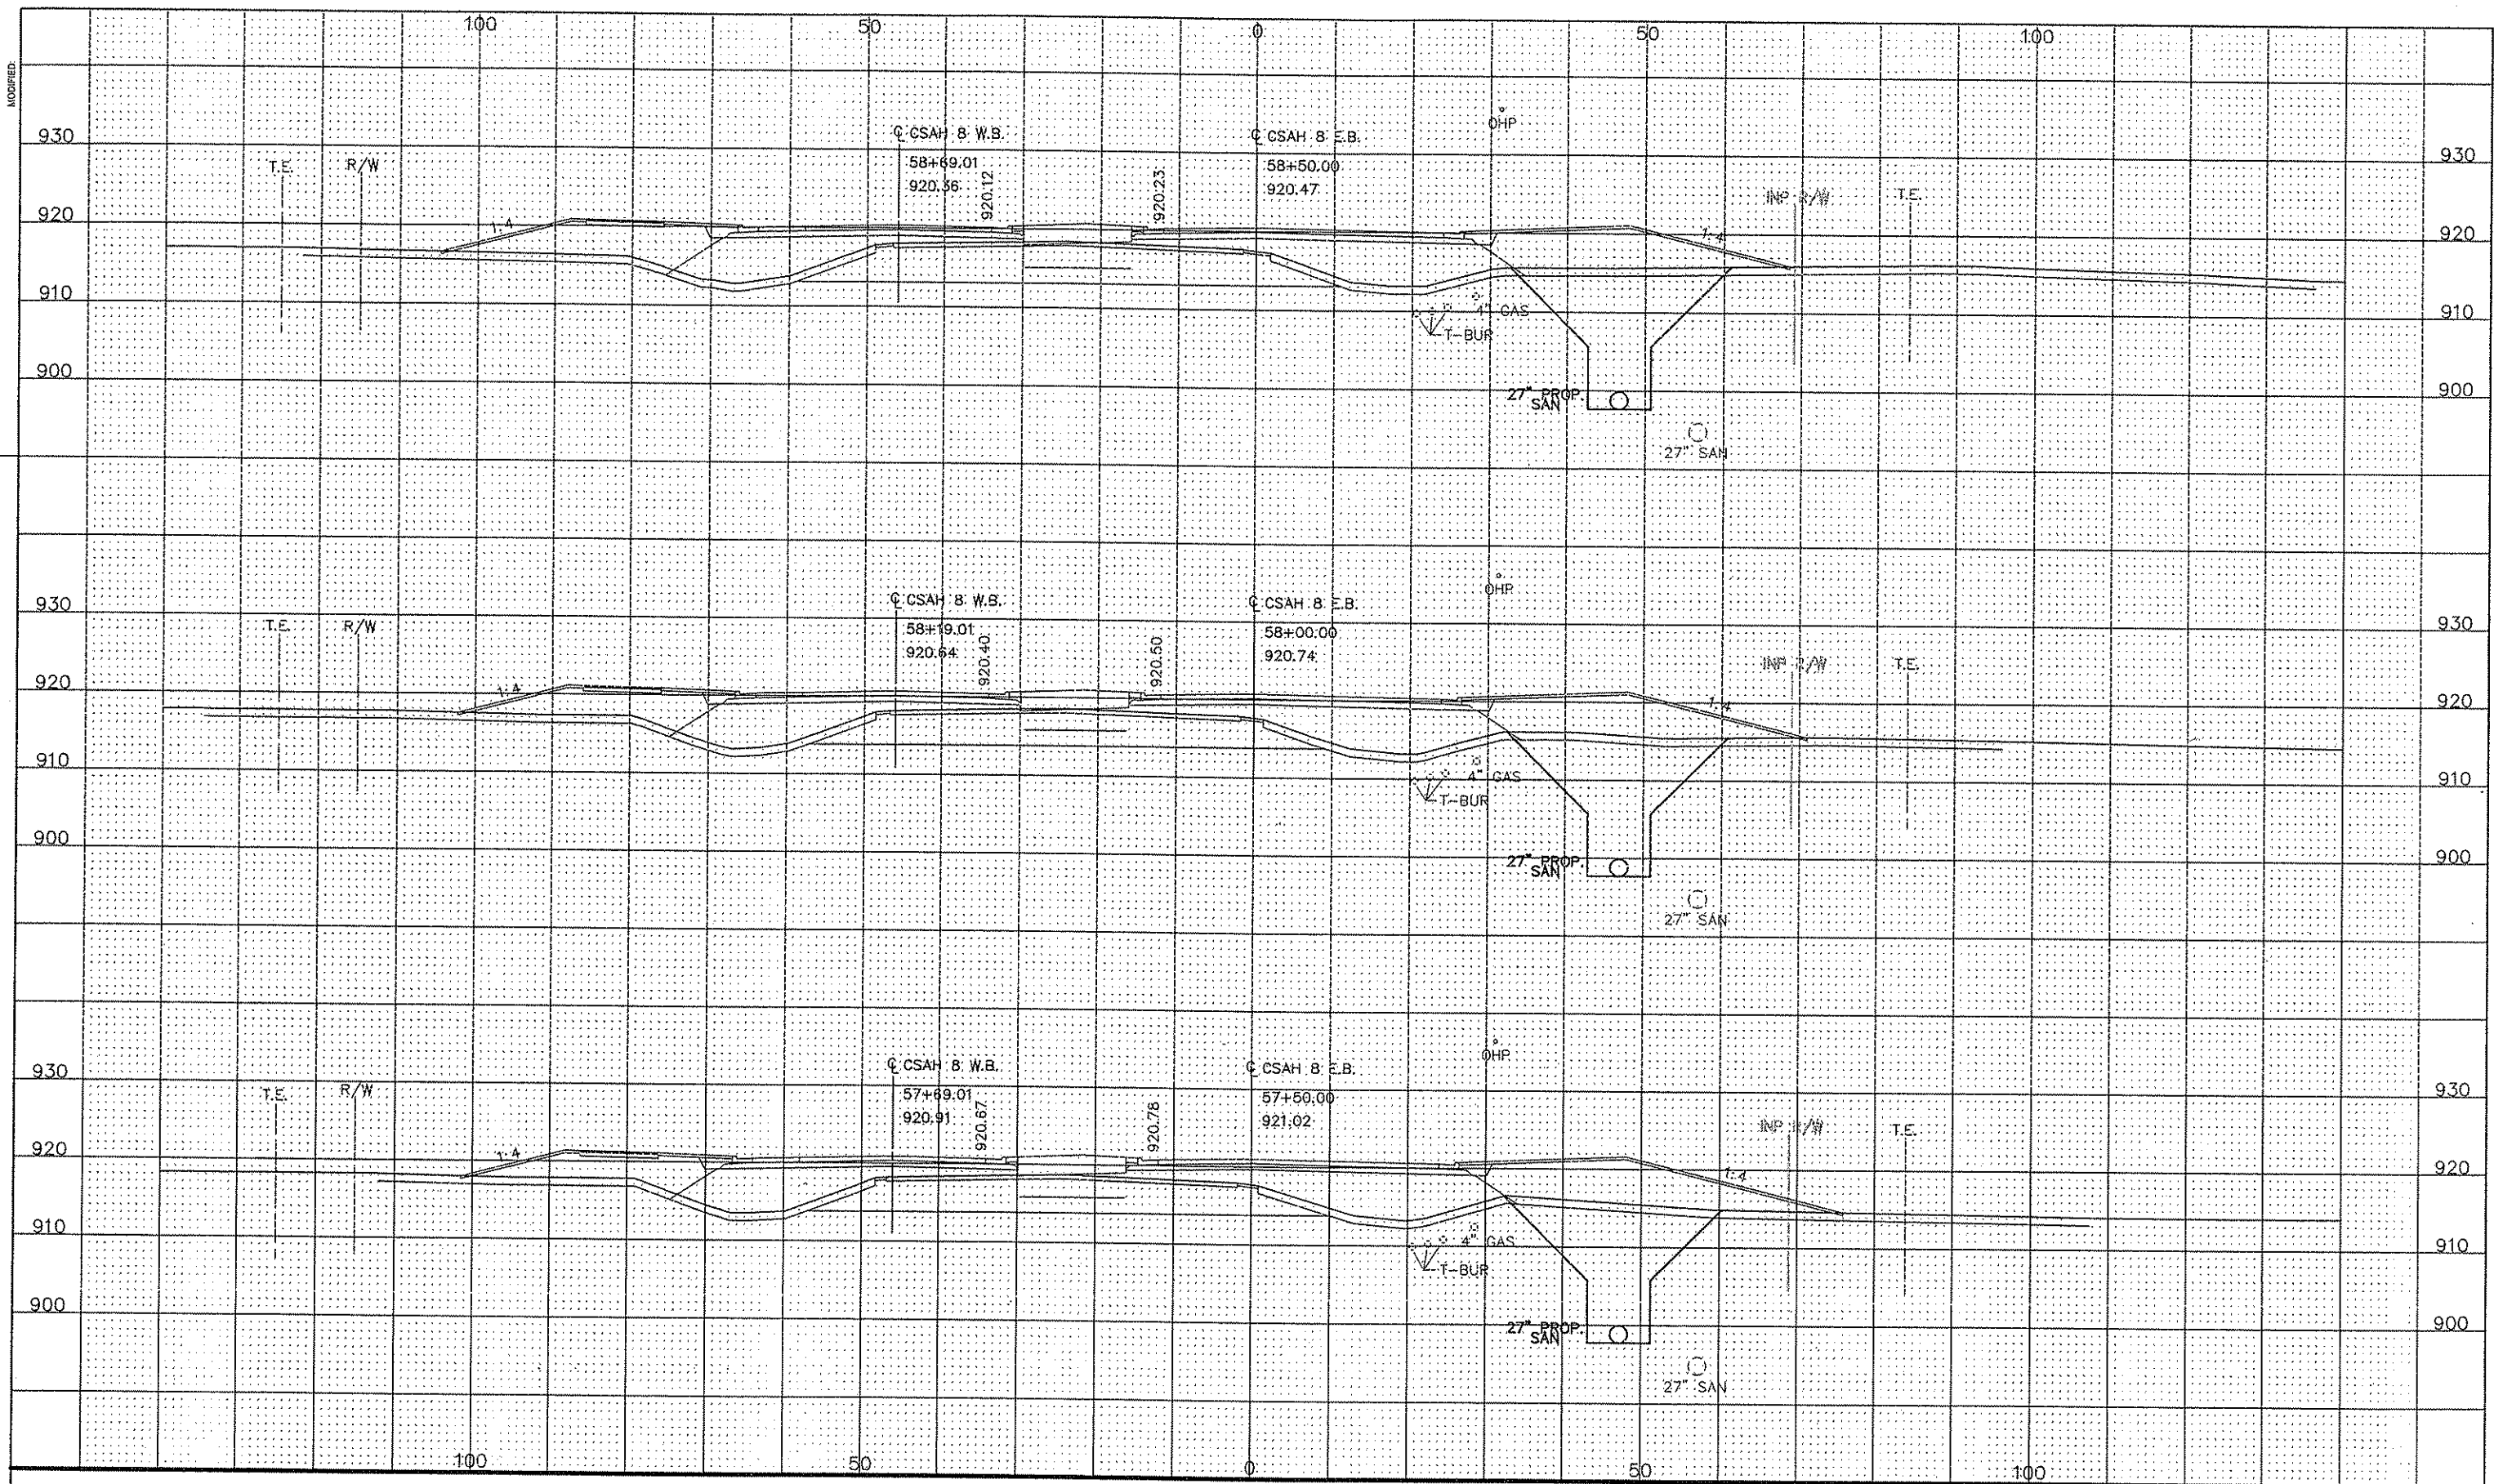 100 50 0 50 100
MODIFIED:
OHP
930 ℄ CSAH 8 W.B. ℄ CSAH 8 E.B. 930
T.E. R/W 58+69.01 58+50.00
920.36 920.12 920.23 920.47
INP R/W T.E.
920 1:4 1:4 920
910 4" GAS 910
T-BUR
900 27" PROP. 900
SAN
27" SAN
OHP
930 ℄ CSAH 8 W.B. ℄ CSAH 8 E.B. 930
T.E. R/W 58+19.01 58+00.00
920.64 920.40 920.50 920.74
INP R/W T.E.
920 1:4 1:4 920
910 4" GAS 910
T-BUR
900 27" PROP. 900
SAN
27" SAN
OHP
930 ℄ CSAH 8 W.B. ℄ CSAH 8 E.B. 930
T.E. R/W 57+69.01 57+50.00
920.91 920.67 920.78 921.02
INP R/W T.E.
920 1:4 1:4 920
910 4" GAS 910
T-BUR
900 27" PROP. 900
SAN
27" SAN
100 50 0 50 100